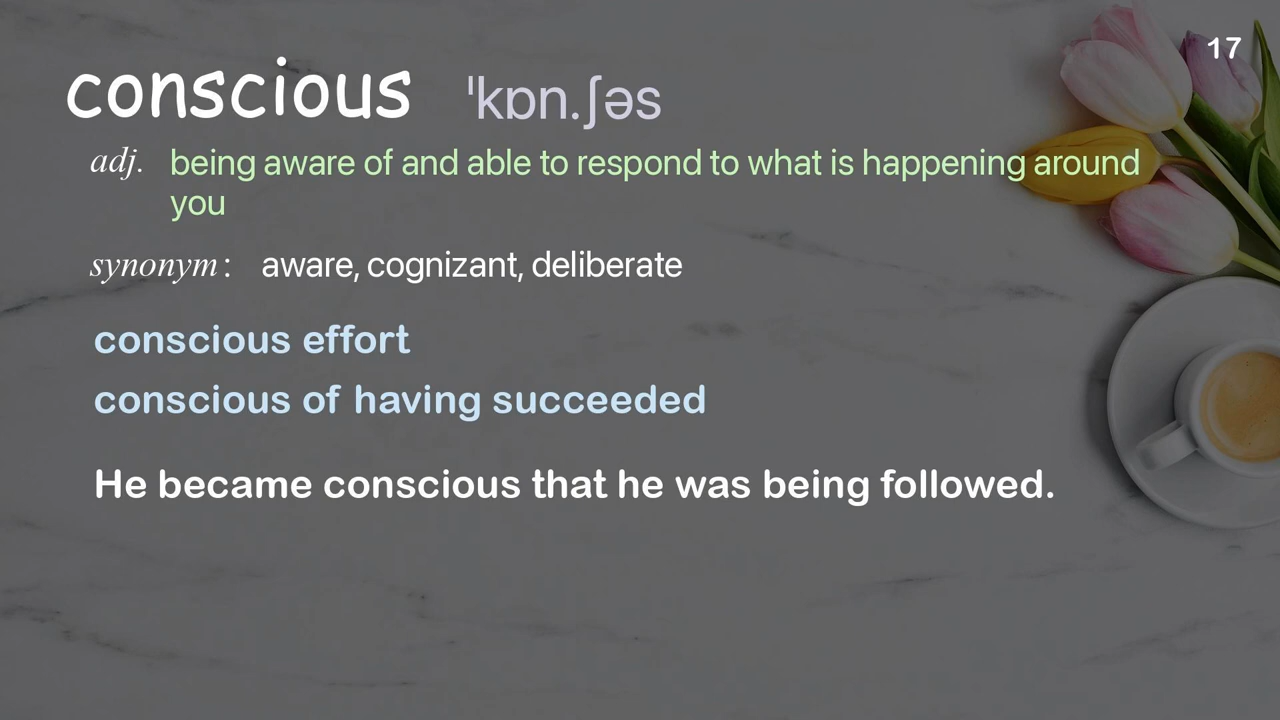 17
conscious ˈkɒn.ʃəs
adj. being aware of and able to respond to what is happening around
you
synonym : aware, cognizant, deliberate
conscious effort
conscious of having succeeded
He became conscious that he was being followed.